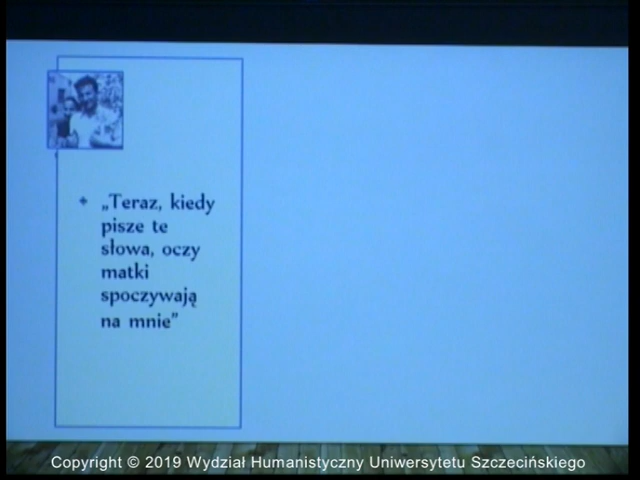 „Teraz, kiedy
pisze te
słowa, oczy
matki
spoczywają
na mnie”
Copyright © 2019 Wydział Humanistyczny Uniwersytetu Szczecińskiego